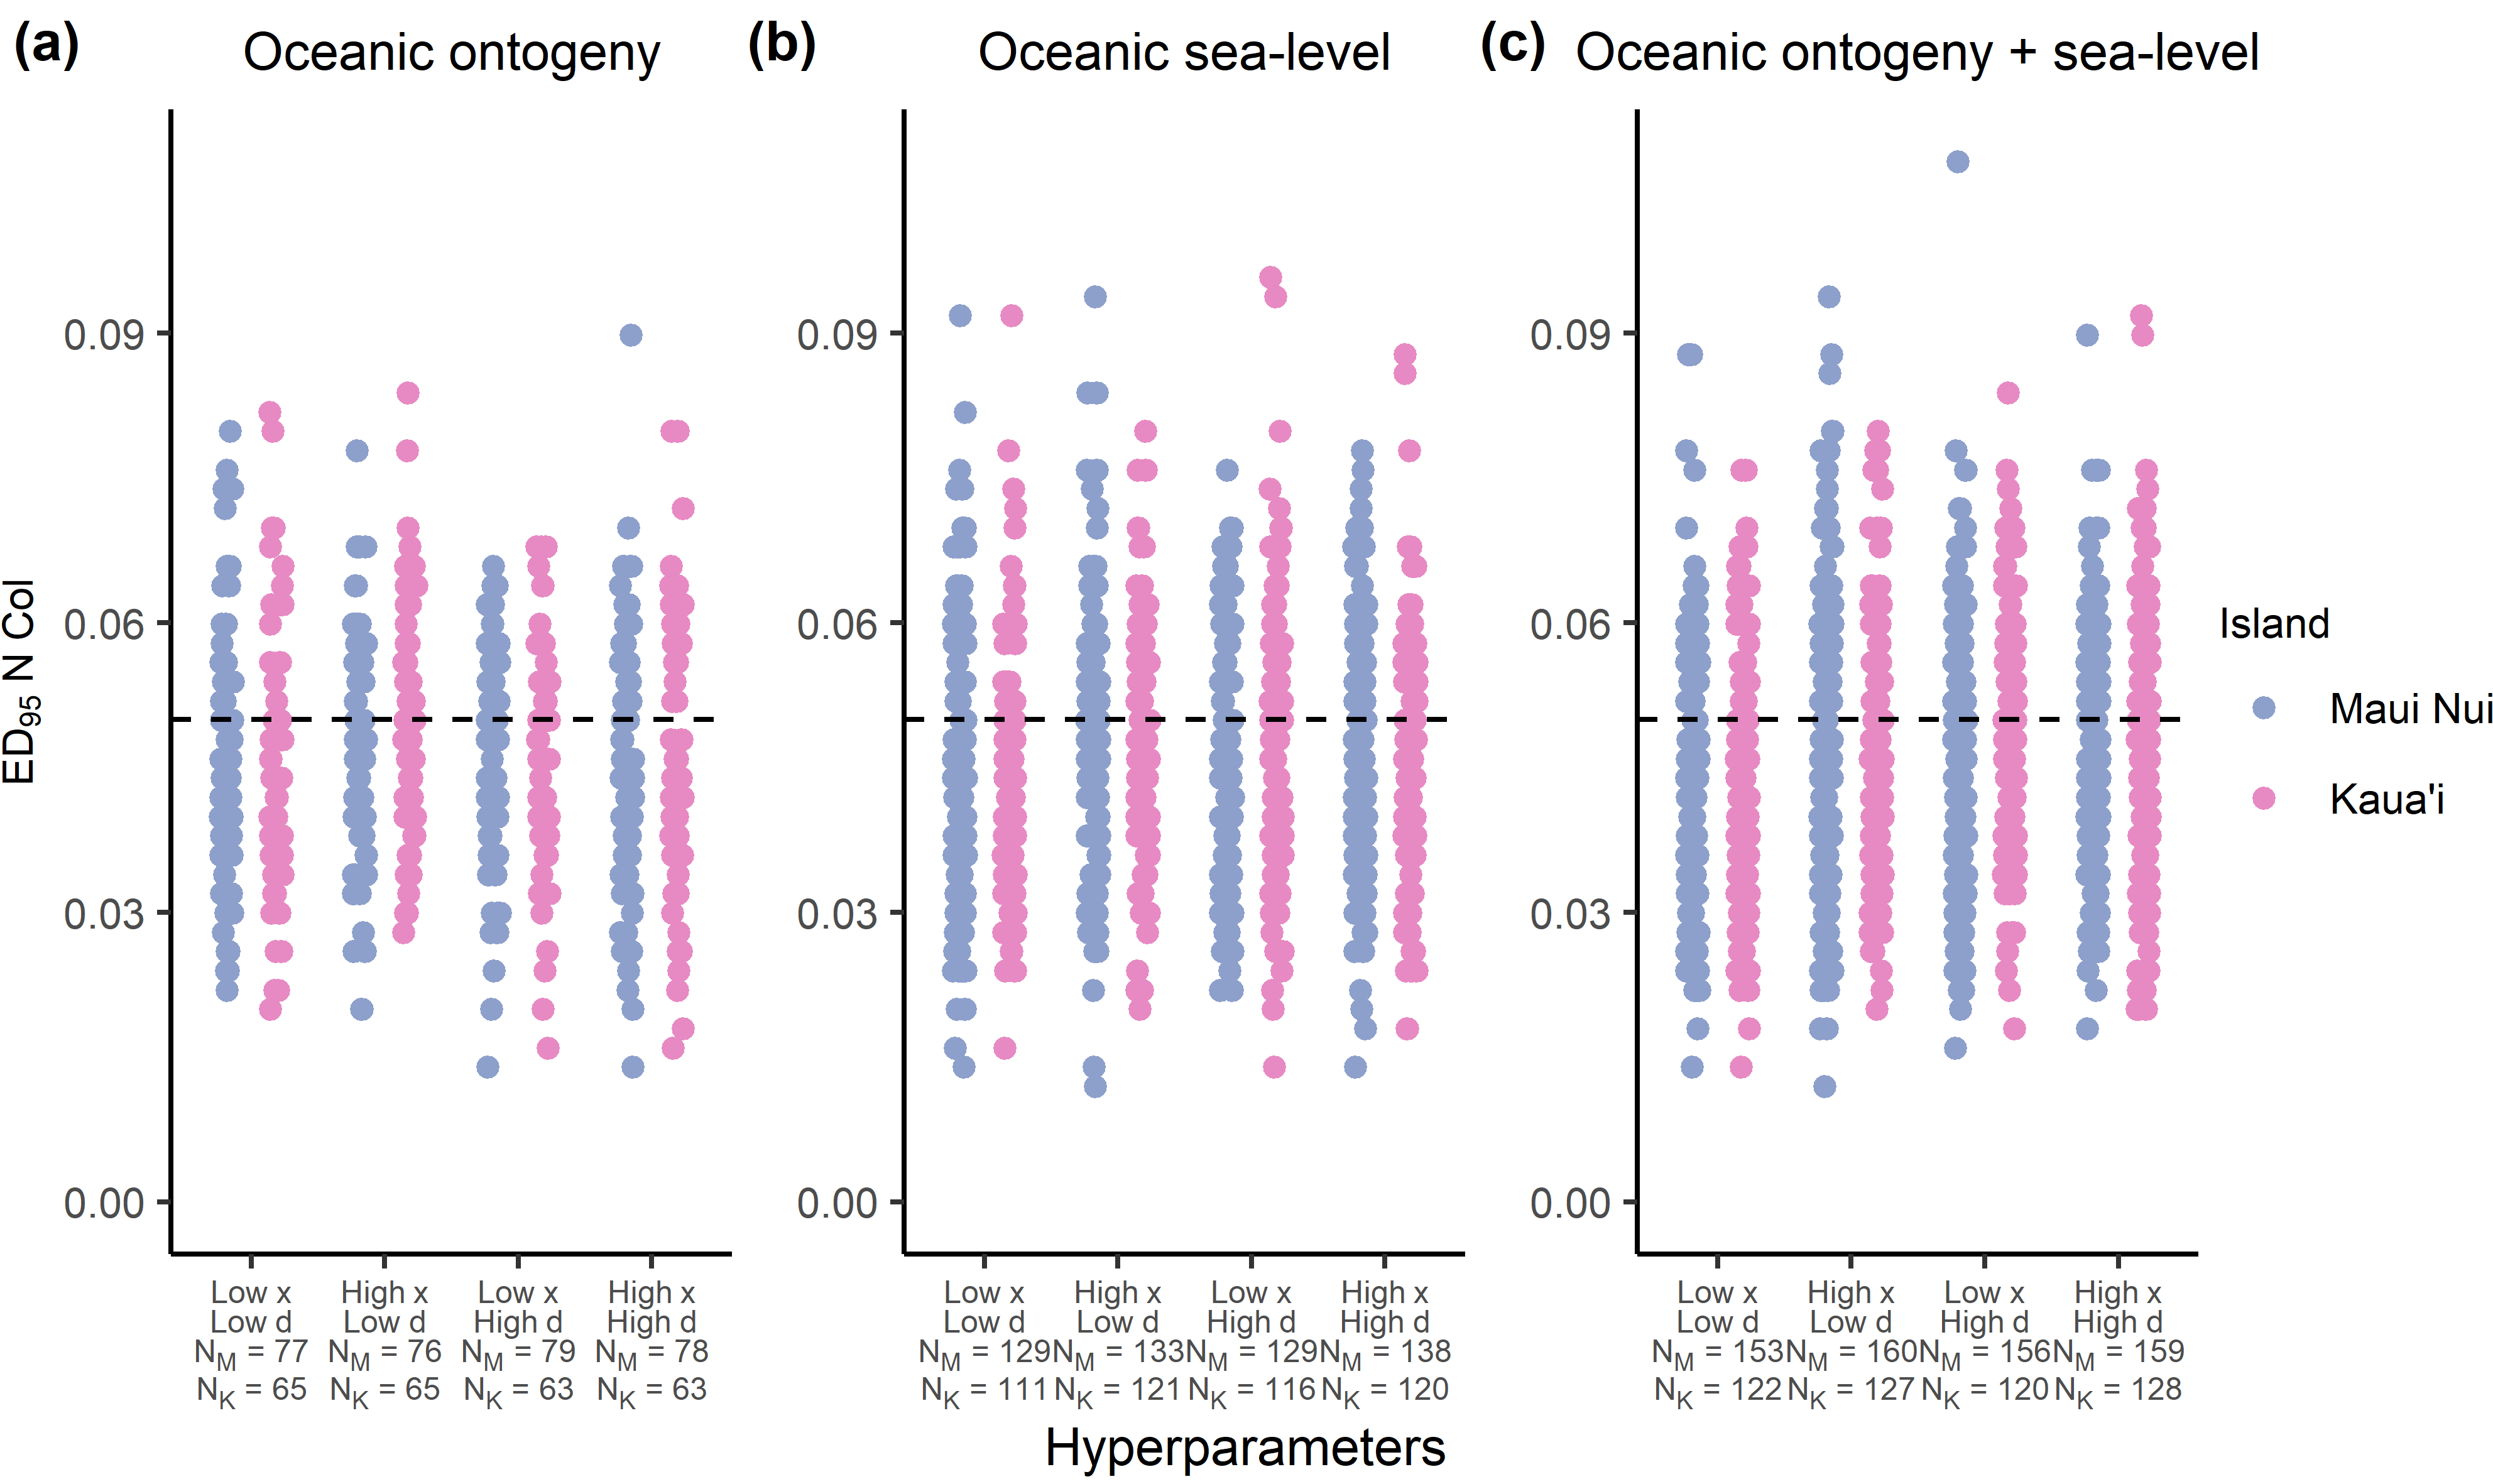 (a) Oceanic ontogeny
(b) Oceanic sea-level
(c) Oceanic ontogeny + sea-level
ED95 N Col
0.09
0.06
0.03
0.00
0.09
0.06
0.03
0.00
0.09
0.06
0.03
0.00
Low x
Low d
NM = 77
NK = 65
High x
Low d
NM = 76
NK = 65
Low x
High d
NM = 79
NK = 63
High x
High d
NM = 78
NK = 63
Low x
Low d
NM = 129
NK = 111
High x
Low d
NM = 133
NK = 121
Low x
High d
NM = 129
NK = 116
High x
High d
NM = 138
NK = 120
Low x
Low d
NM = 153
NK = 122
High x
Low d
NM = 160
NK = 127
Low x
High d
NM = 156
NK = 120
High x
High d
NM = 159
NK = 128
Hyperparameters
Island
Maui Nui
Kaua'i